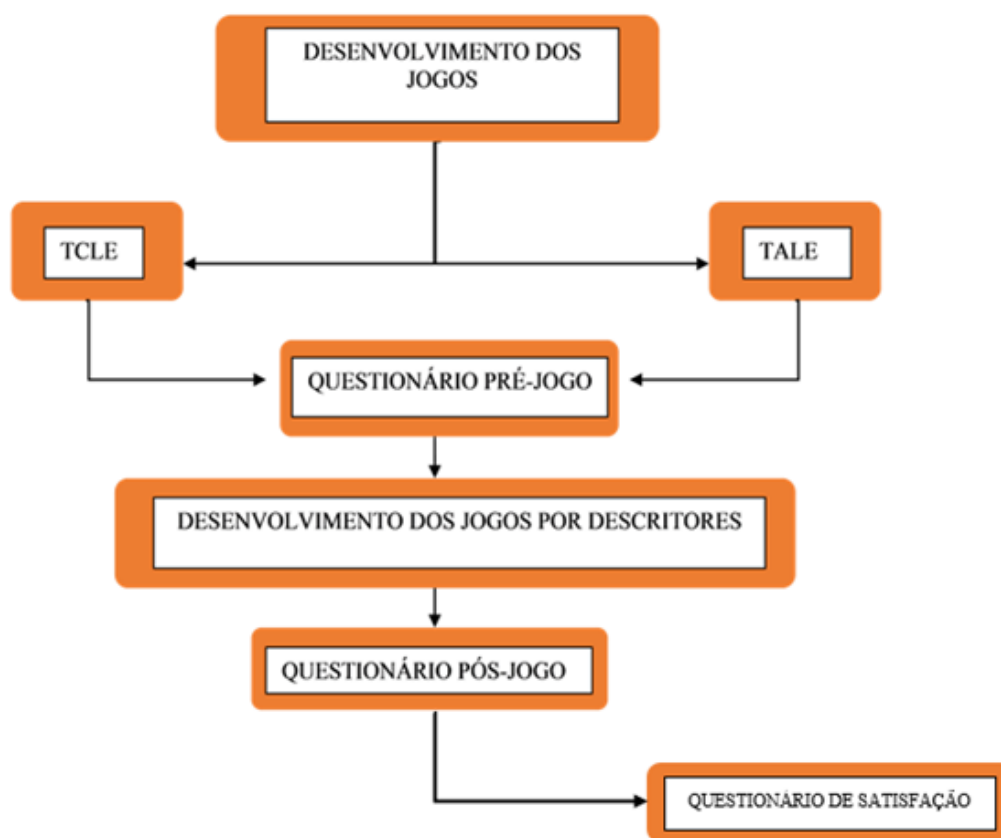 DESENVOLVIMENTO DOS
JOGOS
TCLE
TALE
QUESTIONÁRIO PRÉ-JOGO
DESENVOLVIMENTO DOS JOGOS POR DESCRITORES
QUESTIONÁRIO PÓS-JOGO
QUESTIONÁRIO DE SATISFAÇÃO